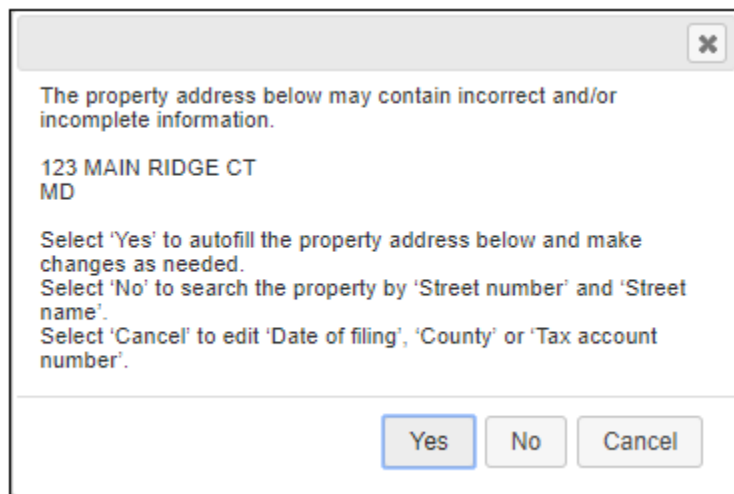 The property address below may contain incorrect and/or
incomplete information.
123 MAIN RIDGE CT
MD
Select ‘Yes’ to autofill the property address below and make
changes as needed.
Select ‘No’ to search the property by ‘Street number’ and ‘Street
name’.
Select ‘Cancel’ to edit ‘Date of filing’, ‘County’ or ‘Tax account
number’.
Yes No Cancel